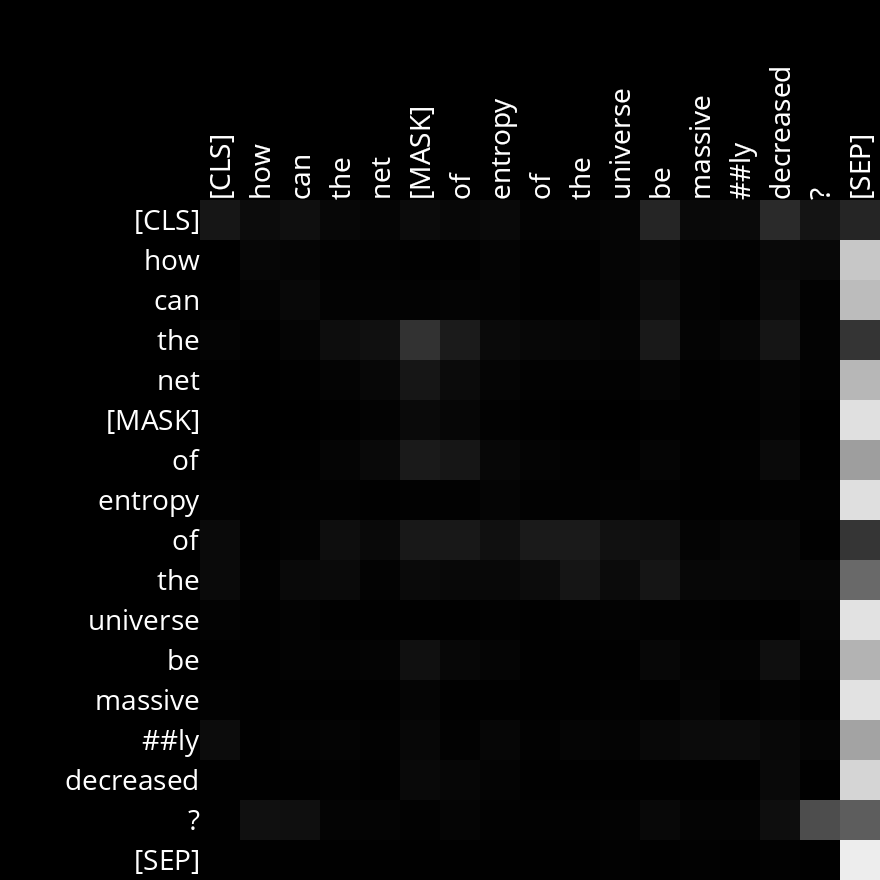 [CLS] how can the net [MASK] of entropy of the universe be massive ##ly decreased ? [SEP]
[CLS]
how
can
the
net
[MASK]
of
entropy
of
the
universe
be
massive
##ly
decreased
?
[SEP]